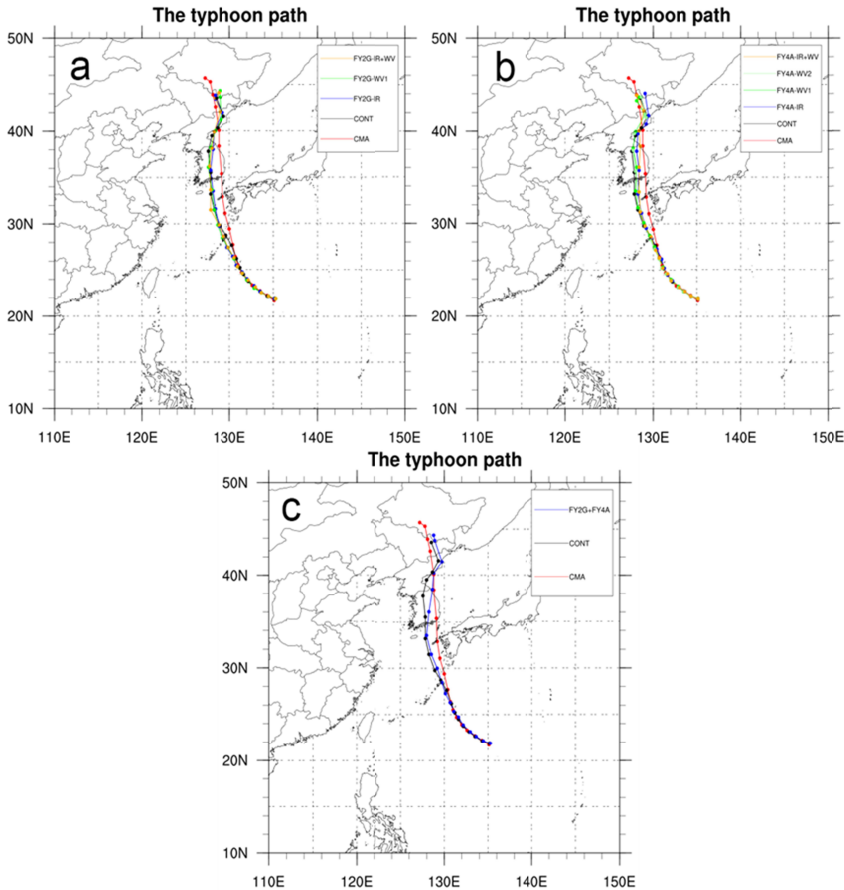 The typhoon path
50N
40N
30N
20N
10N
110E 120E 130E 140E 150E
a
FY2G-IR+WV
FY2G-WV1
FY2G-IR
CONT
CMA
The typhoon path
50N
40N
30N
20N
10N
110E 120E 130E 140E 150E
b
FY4A-IR+WV
FY4A-WV2
FY4A-WV1
FY4A-IR
CONT
CMA
The typhoon path
50N
40N
30N
20N
10N
110E 120E 130E 140E 150E
c
FY2G+FY4A
CONT
CMA